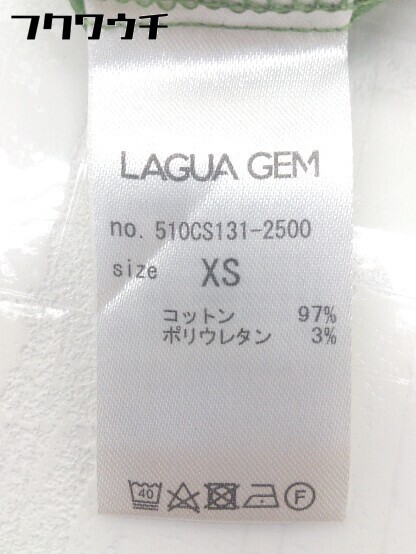 フクワウチ
LAGUA GEM
no. 510CS131-2500
size XS
コットン 97%
ポリウレタン 3%
40 F